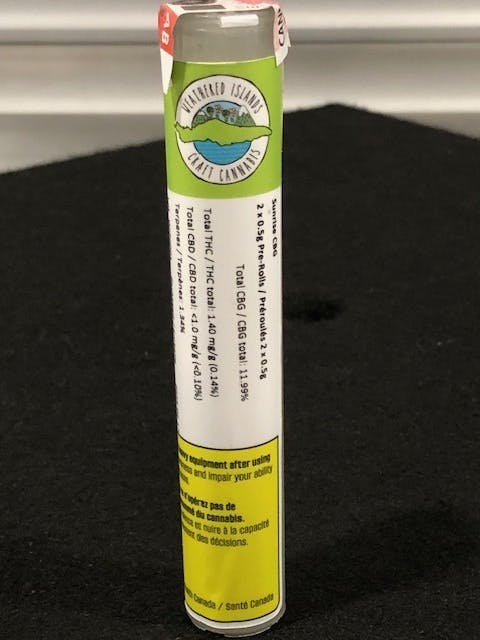 CAN
WEATHERED ISLANDS
CRAFT CANNABIS
Sunrise CBG
2 x 0.5g Pre-Rolls / Préroulés 2 x 0.5g
Total CBG / CBG total: 11.99%
Total THC / THC total: 1.40 mg/g (0.14%)
Total CBD / CBD total: <1.0 mg/g (<0.10%)
Terpenes / Terpènes: 1.34%
equipment after using
and impair your ability
pas de
du cannabis.
et nuire à la capacité
des décisions.
Canada / Santé Canada